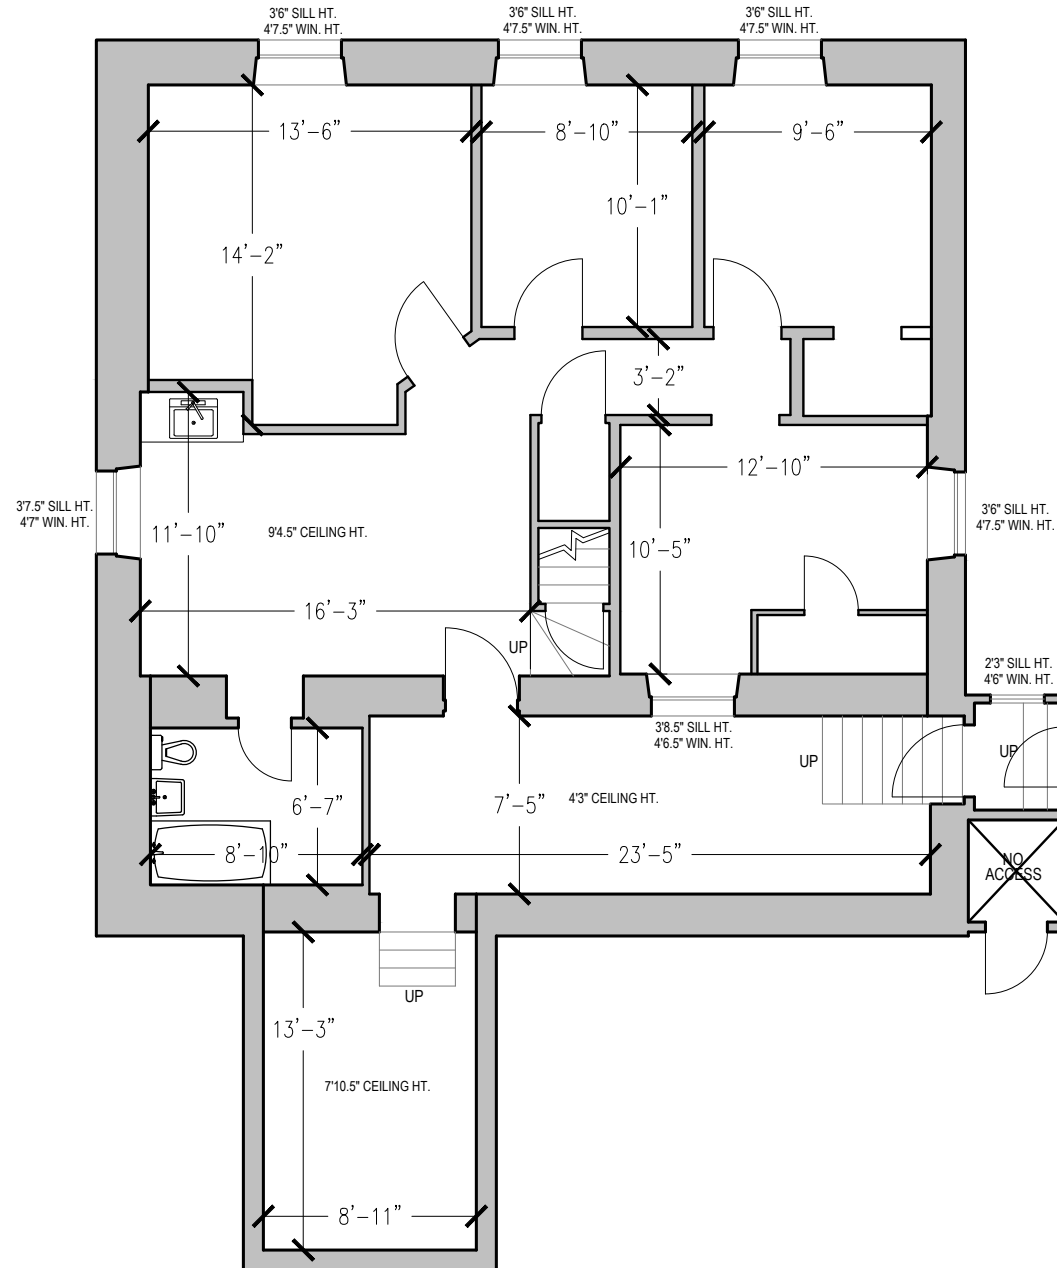 3'6" SILL HT.
4'7.5" WIN. HT.
3'6" SILL HT.
4'7.5" WIN. HT.
3'6" SILL HT.
4'7.5" WIN. HT.
13'-6"
8'-10"
9'-6"
10'-1"
14'-2"
3'-2"
12'-10"
3'7.5" SILL HT.
4'7" WIN. HT.
11'-10"
9'4.5" CEILING HT.
10'-5"
3'6" SILL HT.
4'7.5" WIN. HT.
16'-3"
UP
2'3" SILL HT.
4'6" WIN. HT.
3'8.5" SILL HT.
4'6.5" WIN. HT.
UP
UP
6'-7"
7'-5"
4'3" CEILING HT.
8'-10"
23'-5"
NO
ACCESS
UP
13'-3"
7'10.5" CEILING HT.
8'-11"